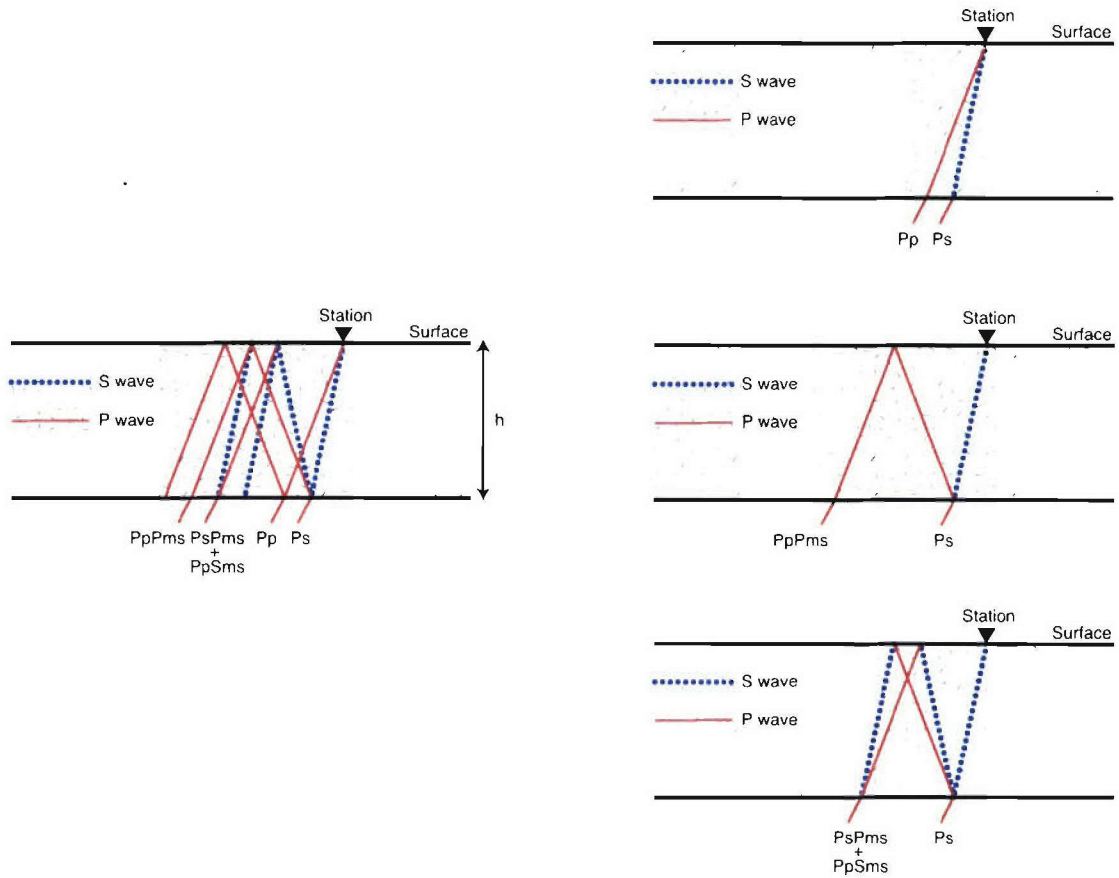 Station
Surface
S wave
P wave
h
PpPms
PsPms
+
PpSms
Pp
Ps
Station
Surface
S wave
P wave
Pp
Ps
Station
Surface
S wave
P wave
PpPms
Ps
Station
Surface
S wave
P wave
PsPms
+
PpSms
Ps